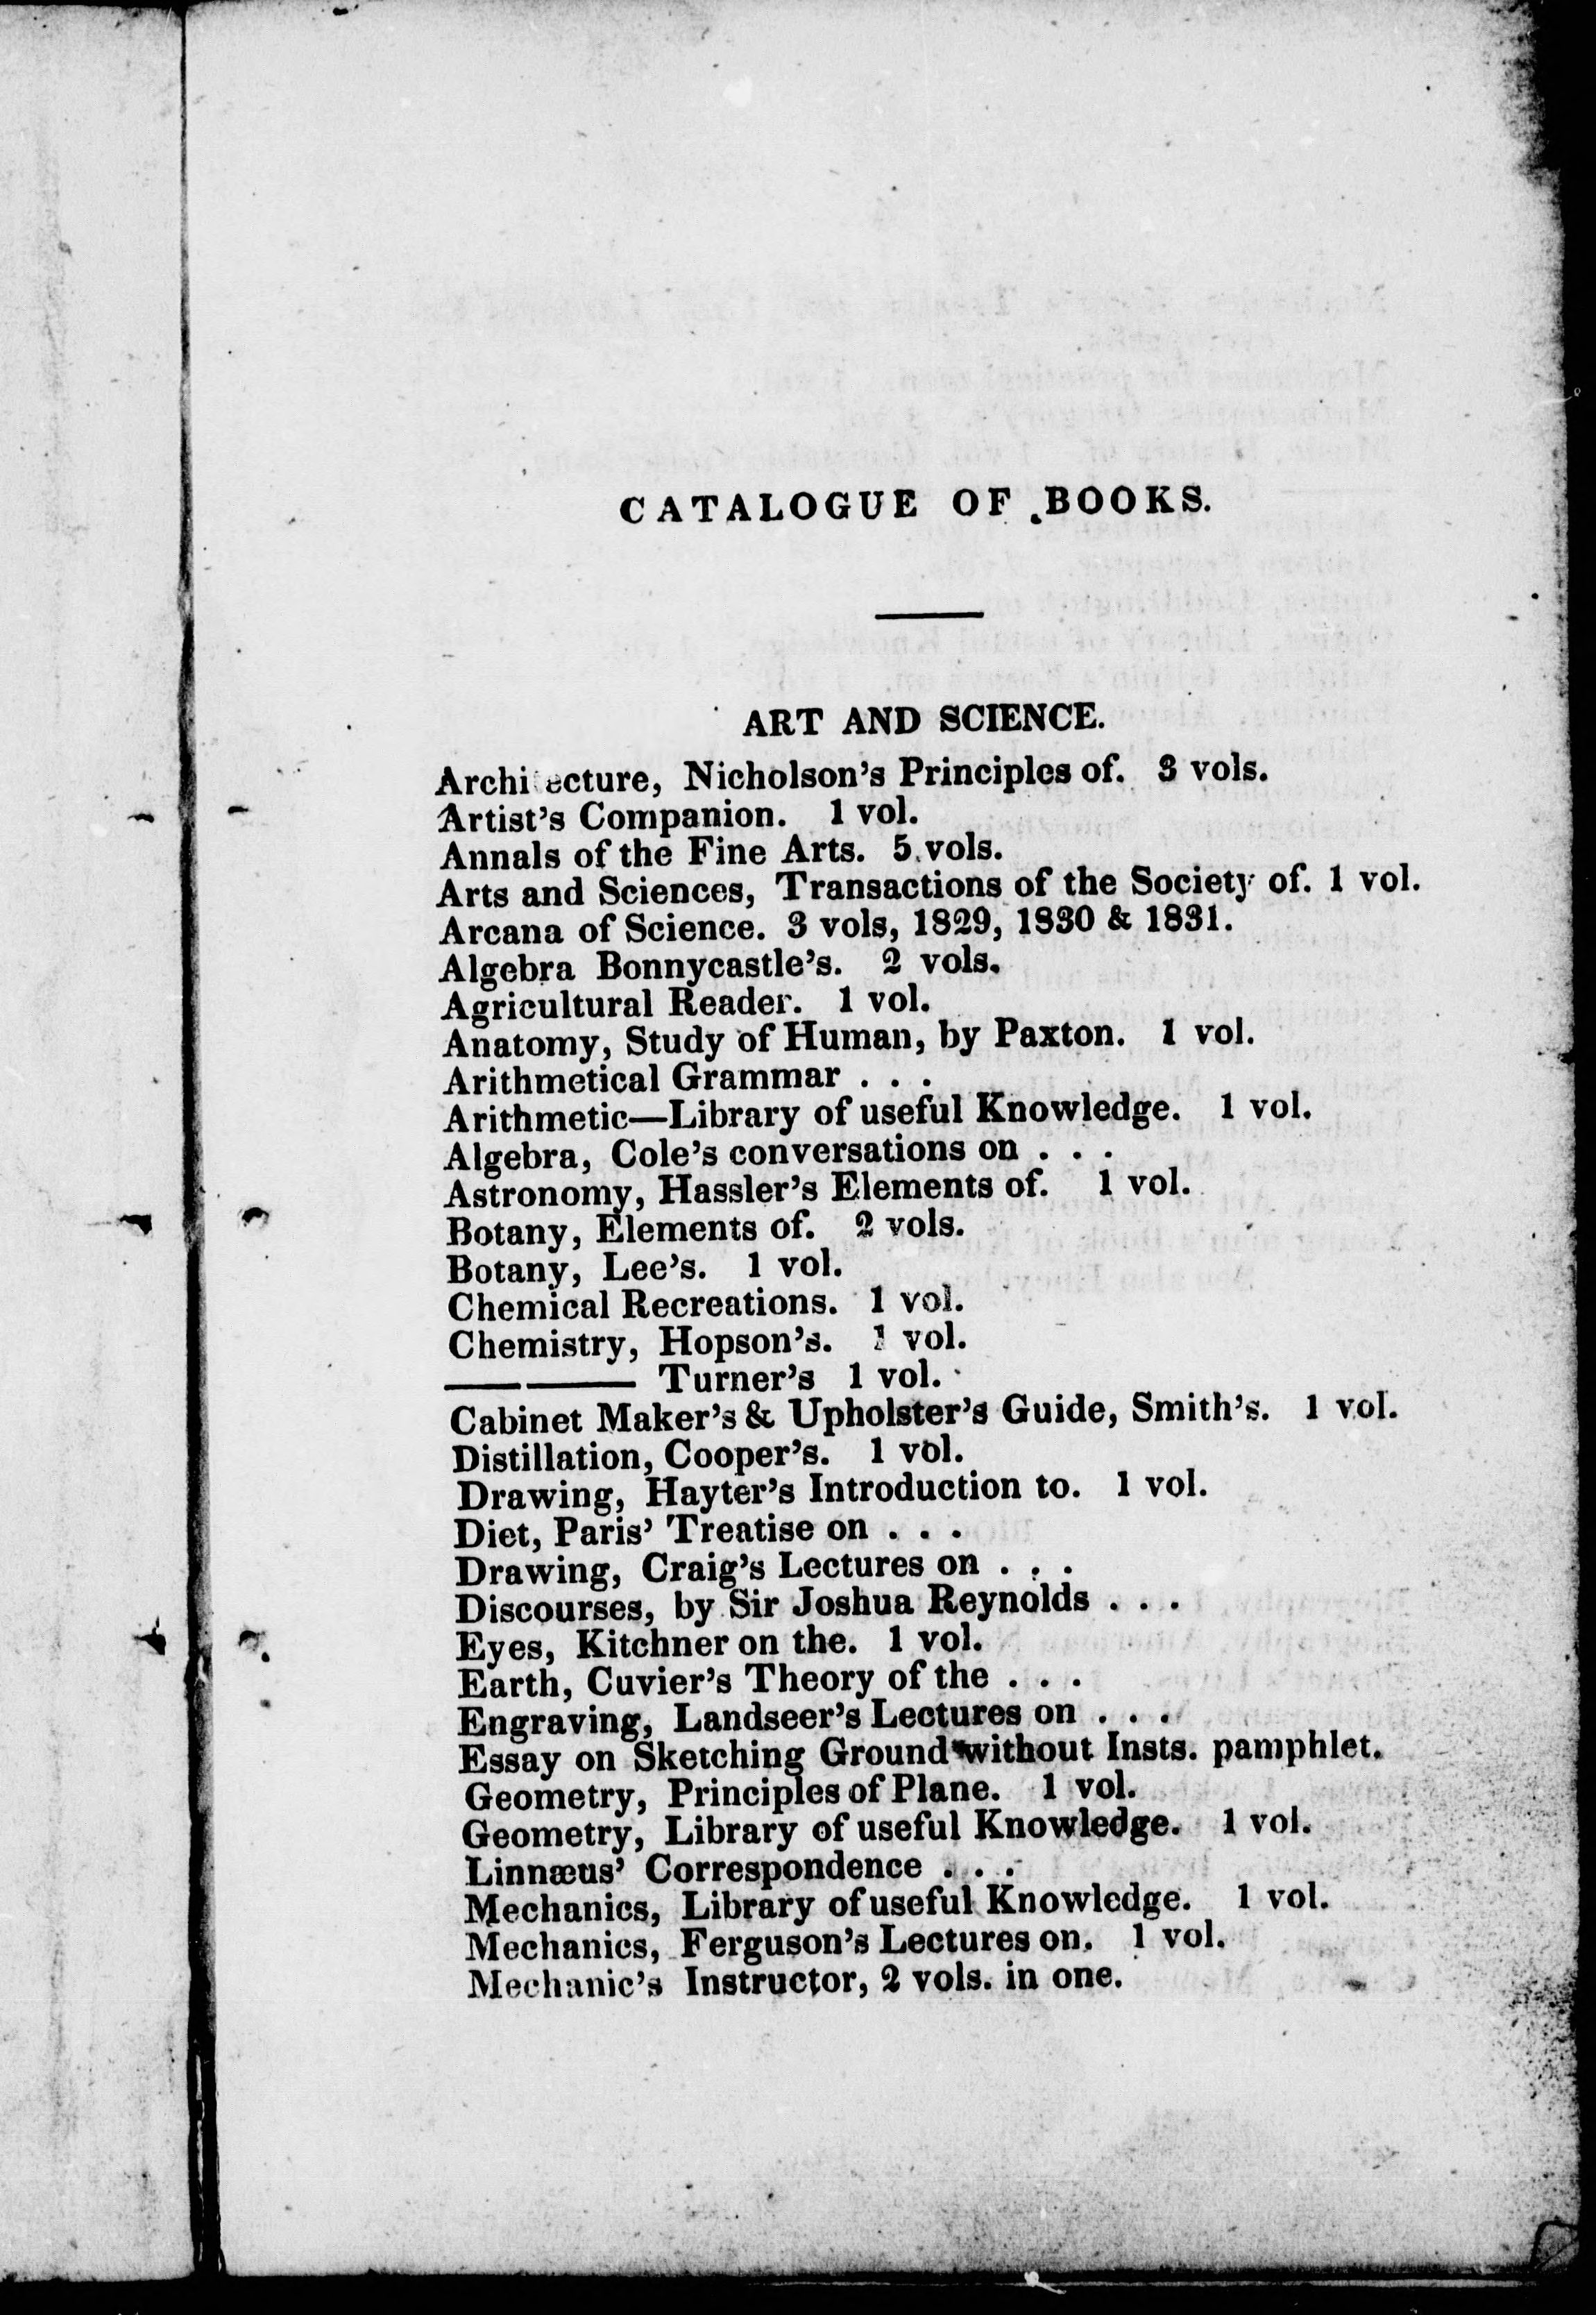 CATALOGUE OF BOOKS.
ART AND SCIENCE.
Architecture, Nicholson's Principles of. 3 vols.
Artist's Companion. 1 vol.
Annals of the Fine Arts. 5 vols.
Arts and Sciences, Transactions of the Society of. 1 vol.
Arcana of Science. 3 vols, 1829, 1830 & 1831.
Algebra Bonnycastle's. 2 vols.
Agricultural Reader. 1 vol.
Anatomy, Study of Human, by Paxton. 1 vol.
Arithmetical Grammar . . .
Arithmetic—Library of useful Knowledge. 1 vol.
Algebra, Cole's conversations on . . .
Astronomy, Hassler's Elements of. 1 vol.
Botany, Elements of. 2 vols.
Botany, Lee's. 1 vol.
Chemical Recreations. 1 vol.
Chemistry, Hopson's. 1 vol.
—— Turner's 1 vol.
Cabinet Maker's & Upholster's Guide, Smith's. 1 vol.
Distillation, Cooper's. 1 vol.
Drawing, Hayter's Introduction to. 1 vol.
Diet, Paris' Treatise on . . .
Drawing, Craig's Lectures on . . .
Discourses, by Sir Joshua Reynolds . . .
Eyes, Kitchner on the. 1 vol.
Earth, Cuvier's Theory of the . . .
Engraving, Landseer's Lectures on . . .
Essay on Sketching Ground without Insts. pamphlet.
Geometry, Principles of Plane. 1 vol.
Geometry, Library of useful Knowledge. 1 vol.
Linnæus' Correspondence . . .
Mechanics, Library of useful Knowledge. 1 vol.
Mechanics, Ferguson's Lectures on. 1 vol.
Mechanic's Instructor, 2 vols. in one.